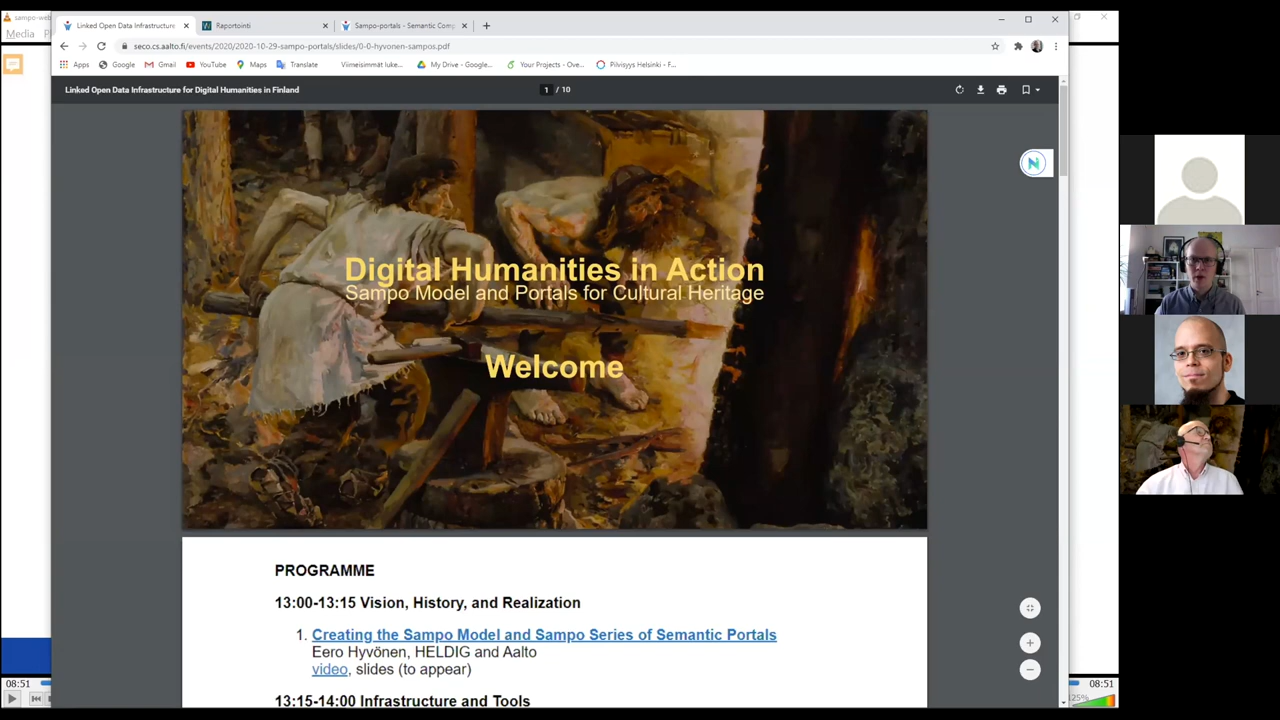 sampo-web
Media
Linked Open Data Infrastructure
Raportointi
Sampo-portals - Semantic Comp
seco.cs.aalto.fi/events/2020/2020-10-29-sampo-portals/slides/0-0-hyvonen-sampos.pdf
Apps
Google
Gmail
YouTube
Maps
Translate
Viimeisimmät luke...
My Drive - Google...
Your Projects - Ove...
Pilvisyys Helsinki - F...
Linked Open Data Infrastructure for Digital Humanities in Finland
1 / 10
Digital Humanities in Action
Sampo Model and Portals for Cultural Heritage
Welcome
PROGRAMME
13:00-13:15 Vision, History, and Realization
1. Creating the Sampo Model and Sampo Series of Semantic Portals
Eero Hyvönen, HELDIG and Aalto
video, slides (to appear)
13:15-14:00 Infrastructure and Tools
08:51
08:51